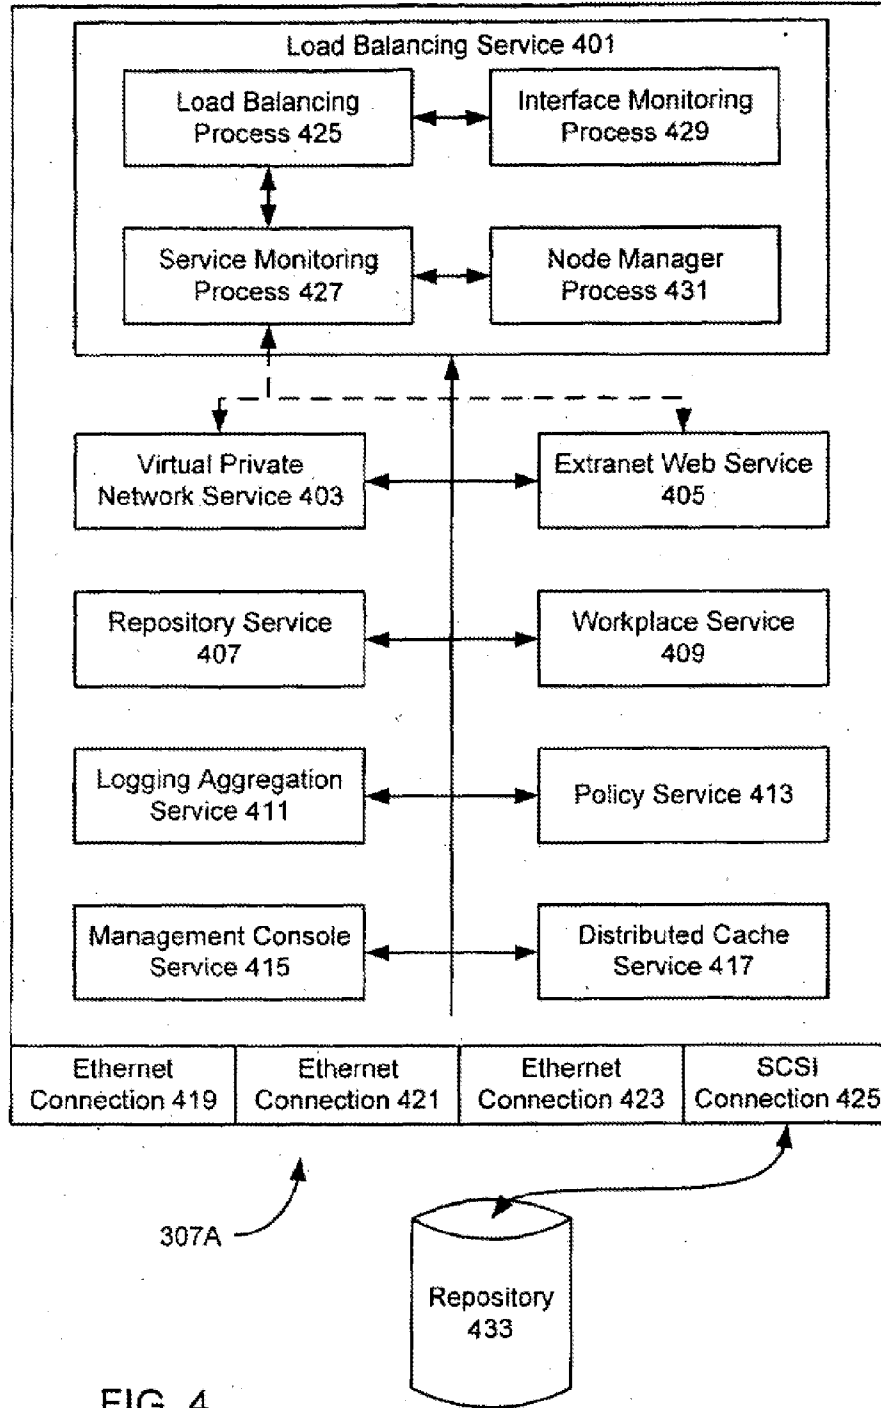 Load Balancing Service 401
Load Balancing
Process 425
Interface Monitoring
Process 429
Service Monitoring
Process 427
Node Manager
Process 431
Virtual Private
Network Service 403
Extranet Web Service
405
Repository Service
407
Workplace Service
409
Logging Aggregation
Service 411
Policy Service 413
Management Console
Service 415
Distributed Cache
Service 417
Ethernet
Connection 419
Ethernet
Connection 421
Ethernet
Connection 423
SCSI
Connection 425
307A
Repository
433
FIG. 4